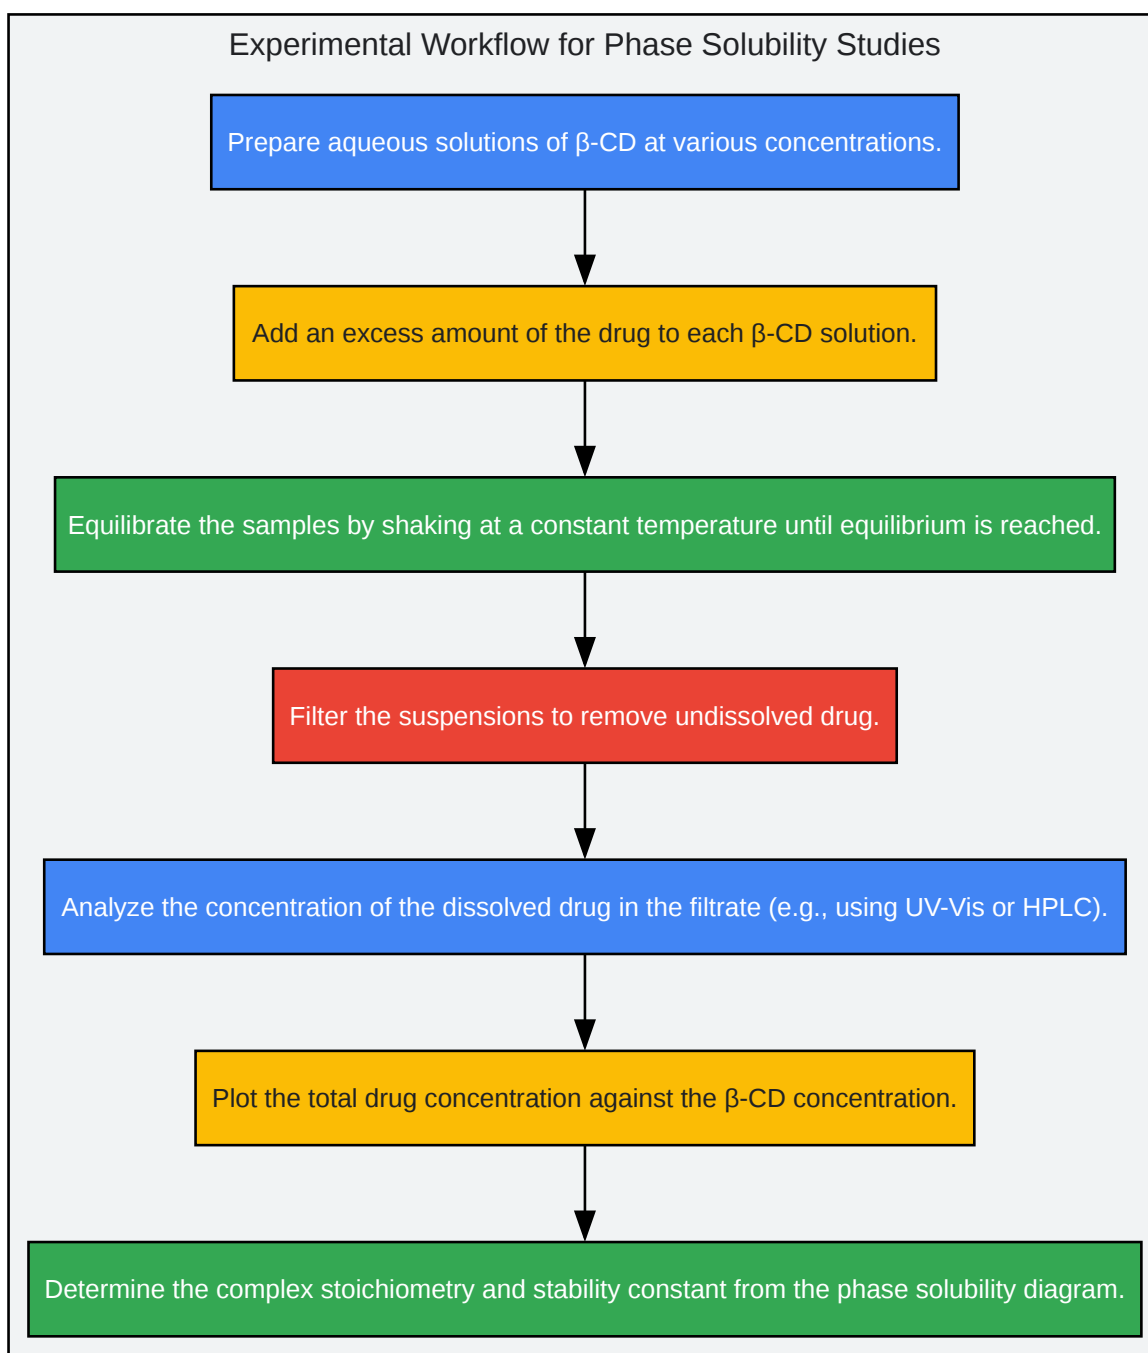 Experimental Workflow for Phase Solubility Studies
Prepare aqueous solutions of β-CD at various concentrations.
Add an excess amount of the drug to each β-CD solution.
Equilibrate the samples by shaking at a constant temperature until equilibrium is reached.
Filter the suspensions to remove undissolved drug.
Analyze the concentration of the dissolved drug in the filtrate (e.g., using UV-Vis or HPLC).
Plot the total drug concentration against the β-CD concentration.
Determine the complex stoichiometry and stability constant from the phase solubility diagram.